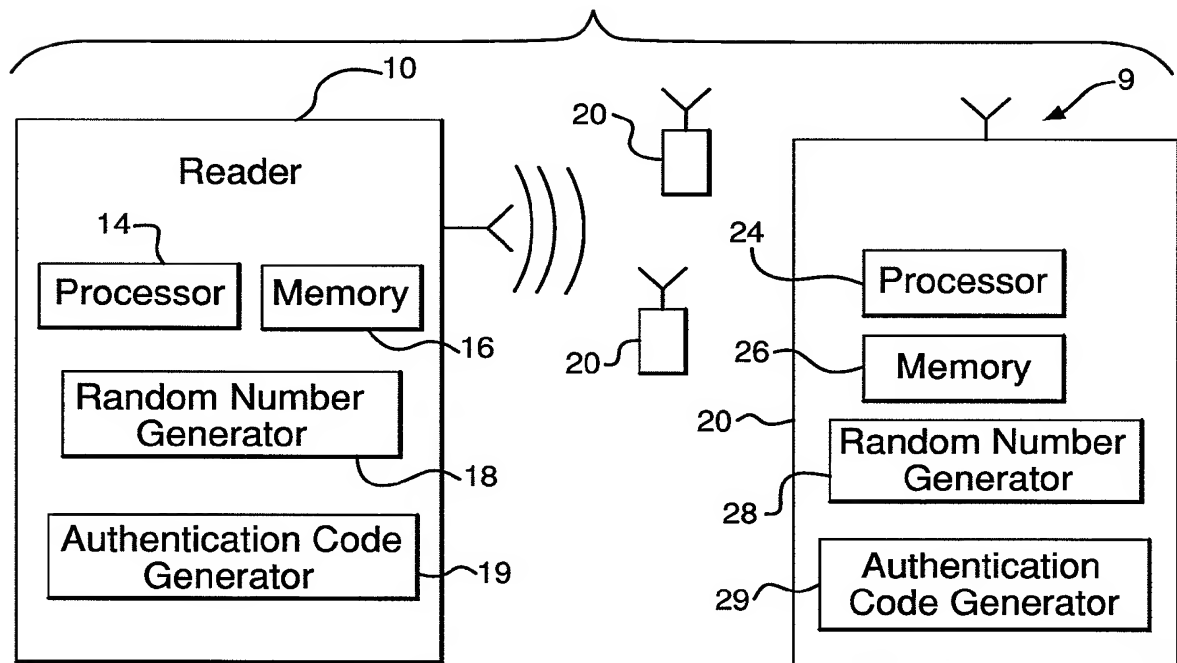 10
9
20
Reader
14
24
Processor
Memory
Processor
16
20
26
Memory
Random Number
Generator
20
Random Number
Generator
18
28
Authentication Code
Generator
19
Authentication
Code Generator
29